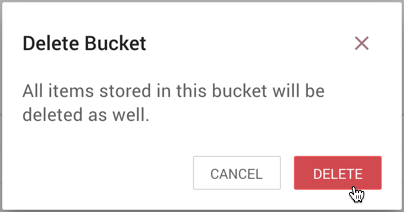 Delete Bucket
All items stored in this bucket will be
deleted as well.
CANCEL
DELETE